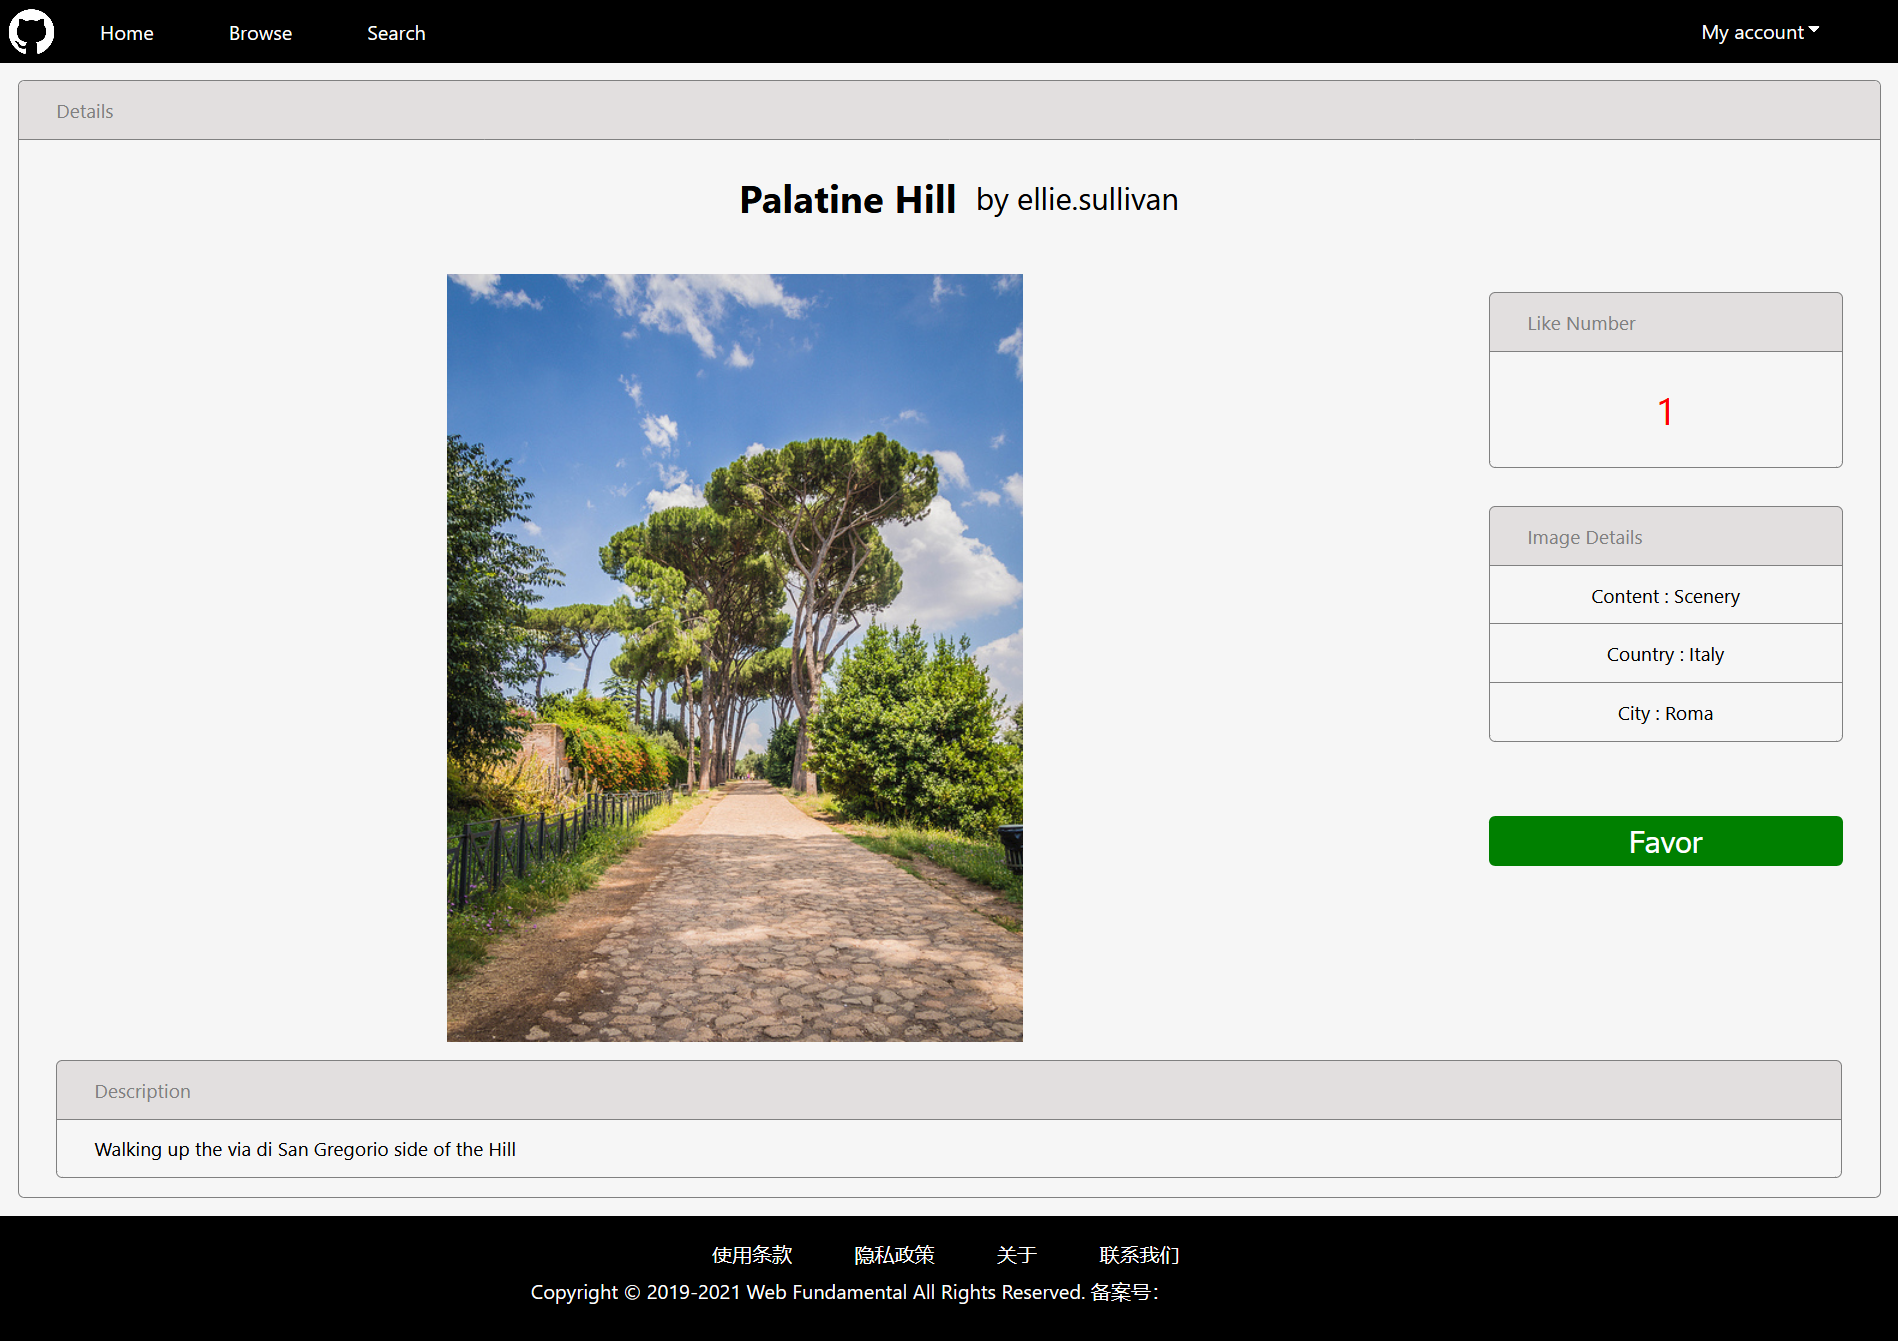 Home Browse Search My account
Details
Palatine Hill by ellie.sullivan
Like Number
1
Image Details
Content : Scenery
Country : Italy
City : Roma
Favor
Description
Walking up the via di San Gregorio side of the Hill
使用条款 隐私政策 关于 联系我们
Copyright © 2019-2021 Web Fundamental All Rights Reserved. 备案号：